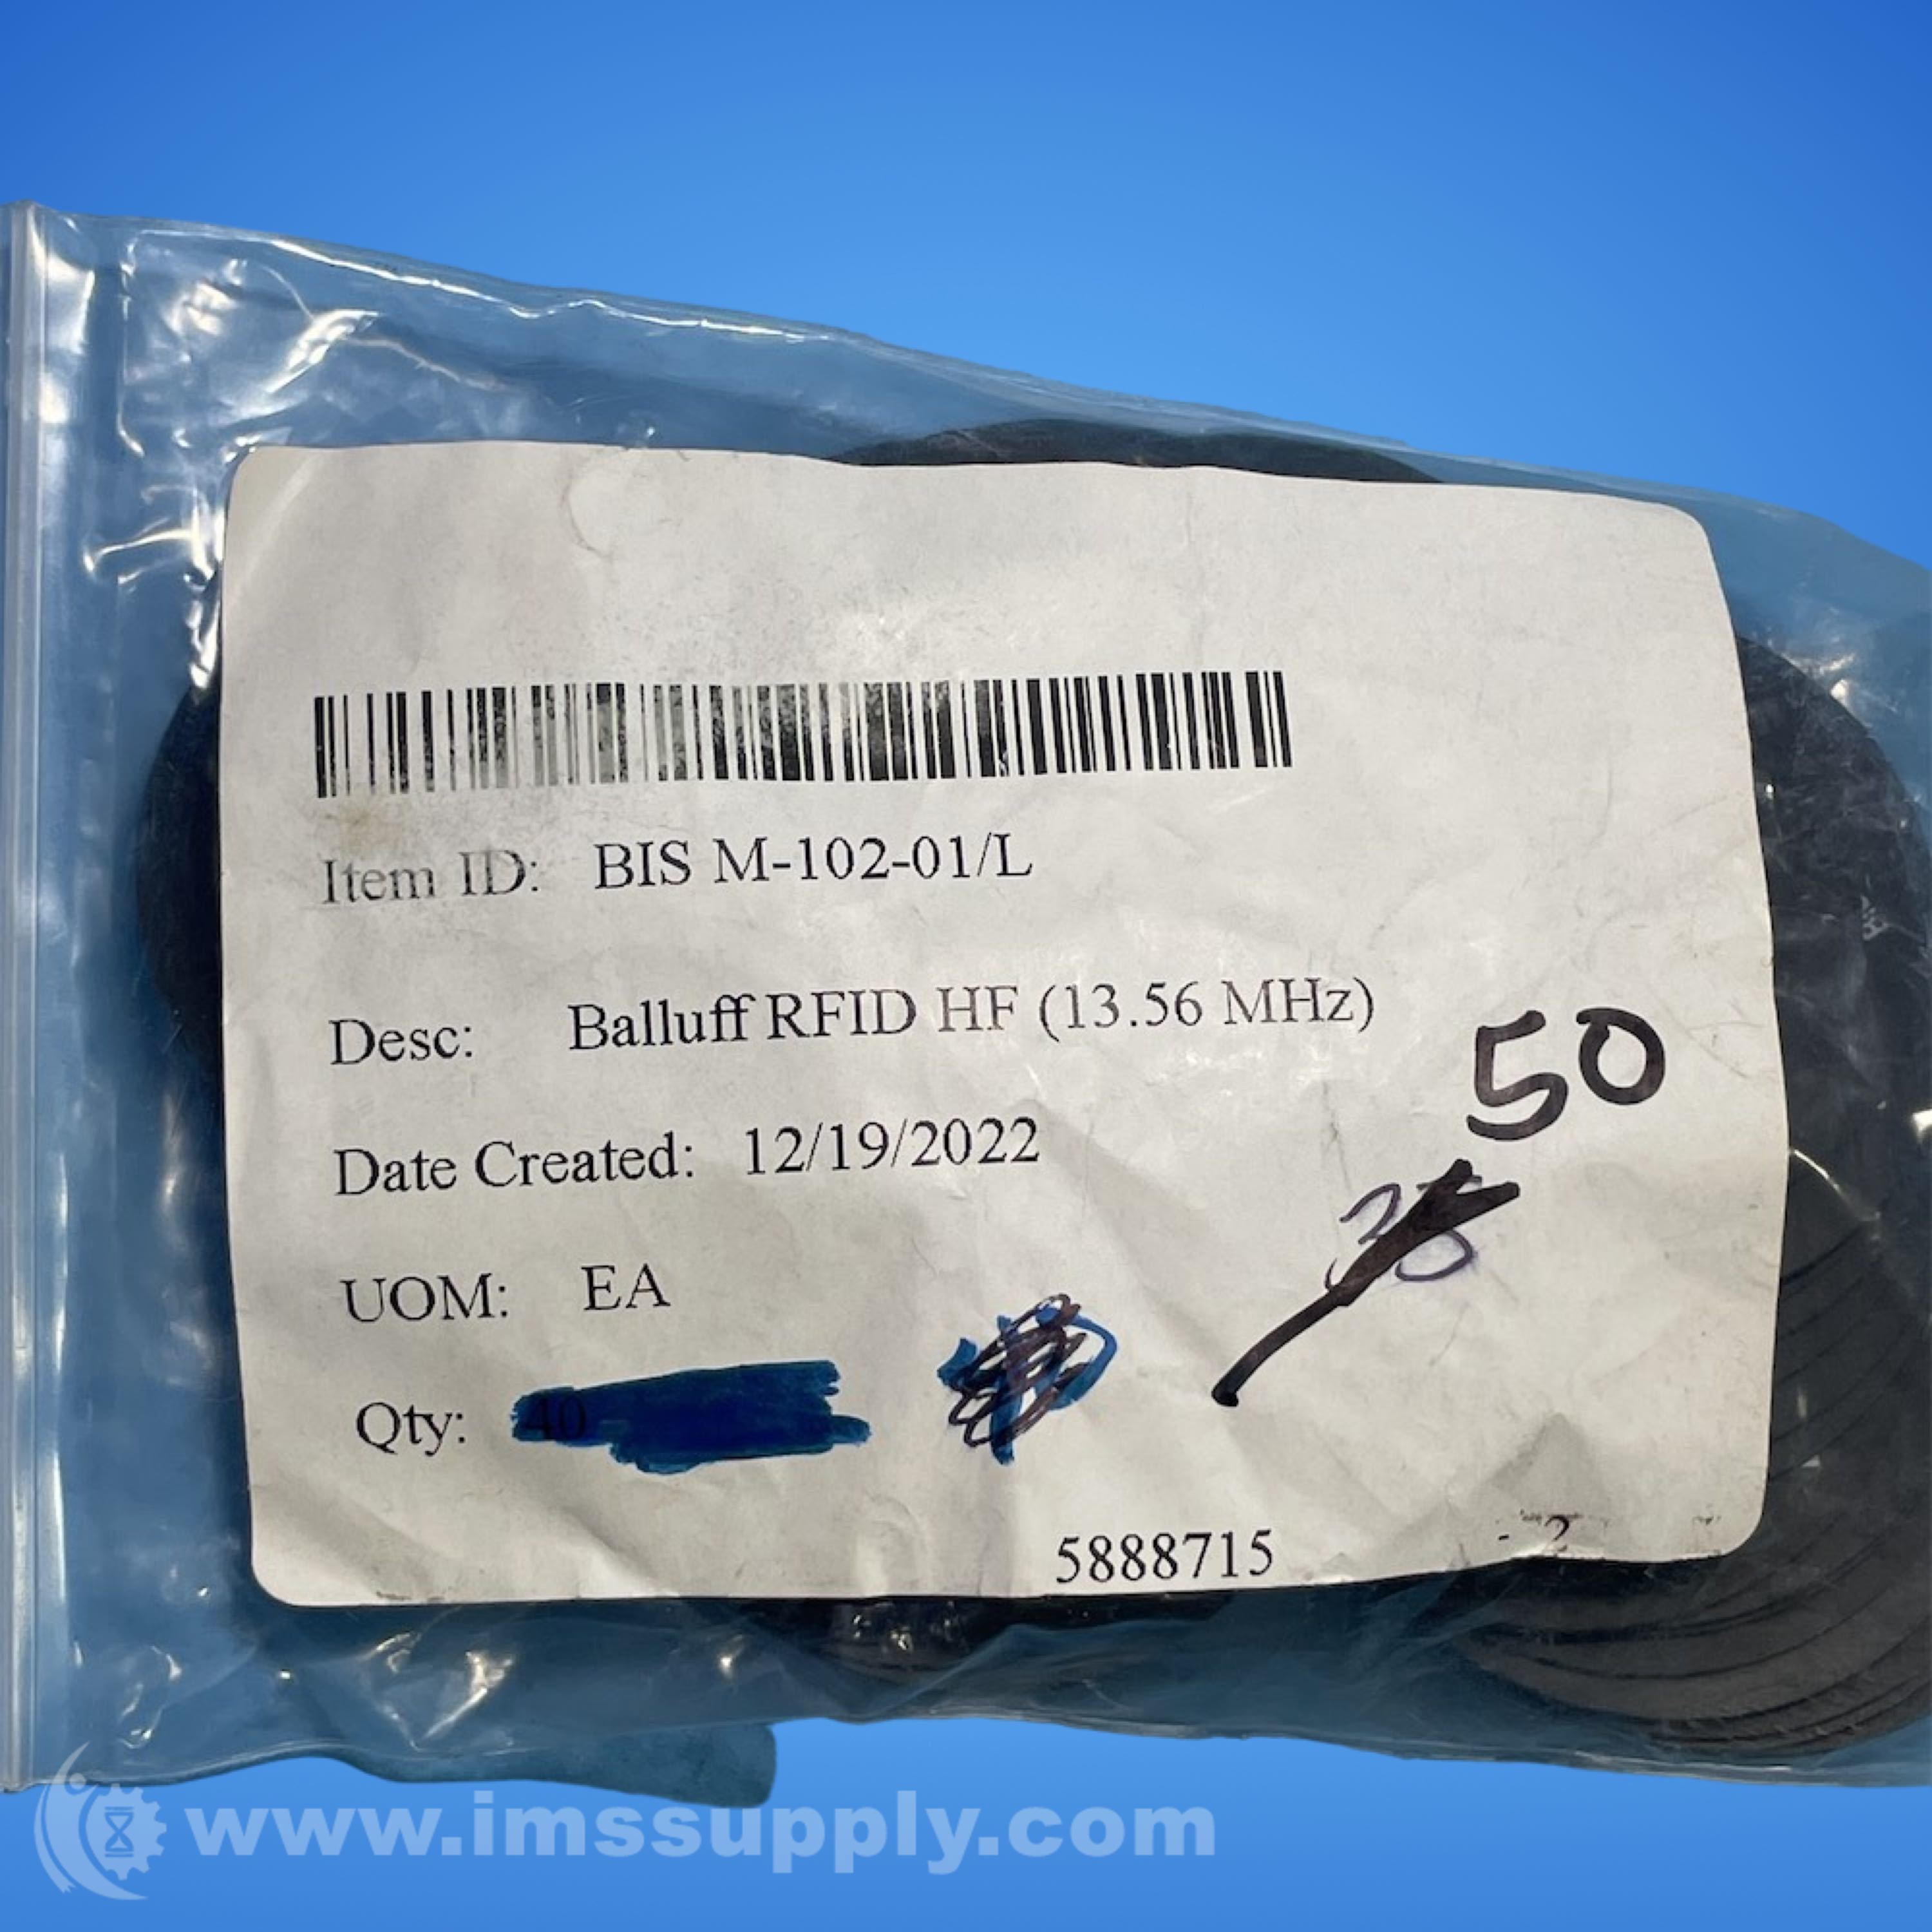 Item ID: BIS M-102-01/L
Desc: Balluff RFID HF (13.56 MHz)
50
Date Created: 12/19/2022
UOM: EA
Qty: 40
5888715
- 2
www.imssupply.com